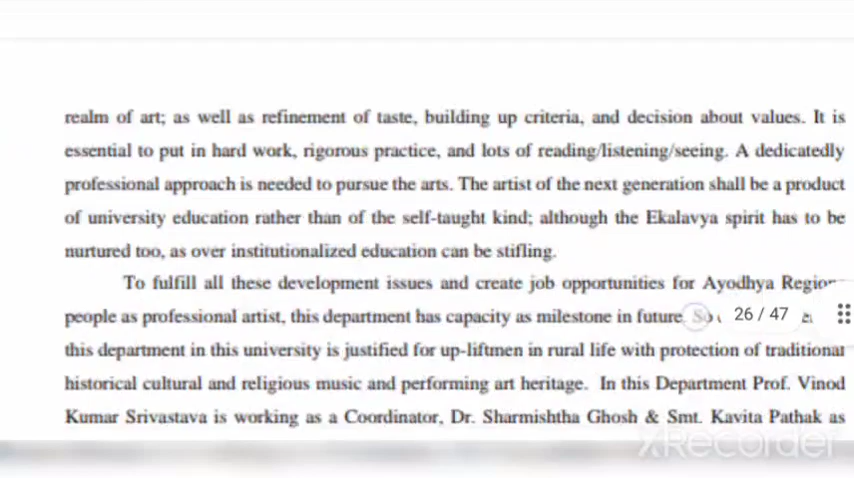 realm of art; as well as refinement of taste, building up criteria, and decision about values. It is
essential to put in hard work, rigorous practice, and lots of reading/listening/seeing. A dedicatedly
professional approach is needed to pursue the arts. The artist of the next generation shall be a product
of university education rather than of the self-taught kind; although the Ekalavya spirit has to be
nurtured too, as over institutionalized education can be stifling.
To fulfill all these development issues and create job opportunities for Ayodhya
people as professional artist, this department has capacity as milestone in future. 26 / 47
this department in this university is justified for up-liftmen in rural life with protection of traditional
historical cultural and religious music and performing art heritage. In this Department Prof. Vinod
Kumar Srivastava is working as a Coordinator, Dr. Sharmishtha Ghosh & Smt. Kavita Pathak as
XRecorder